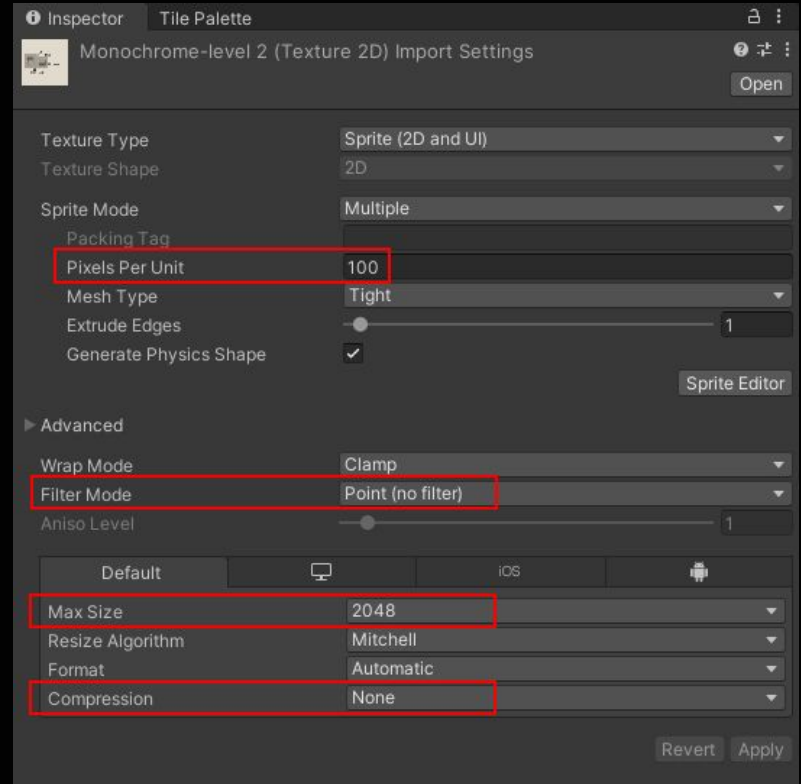 Inspector Tile Palette
Monochrome-level 2 (Texture 2D) Import Settings
Open
Texture Type Sprite (2D and UI)
Texture Shape 2D
Sprite Mode Multiple
Packing Tag
Pixels Per Unit 100
Mesh Type Tight
Extrude Edges 1
Generate Physics Shape
Sprite Editor
Advanced
Wrap Mode Clamp
Filter Mode Point (no filter)
Aniso Level 1
Default iOS
Max Size 2048
Resize Algorithm Mitchell
Format Automatic
Compression None
Revert Apply